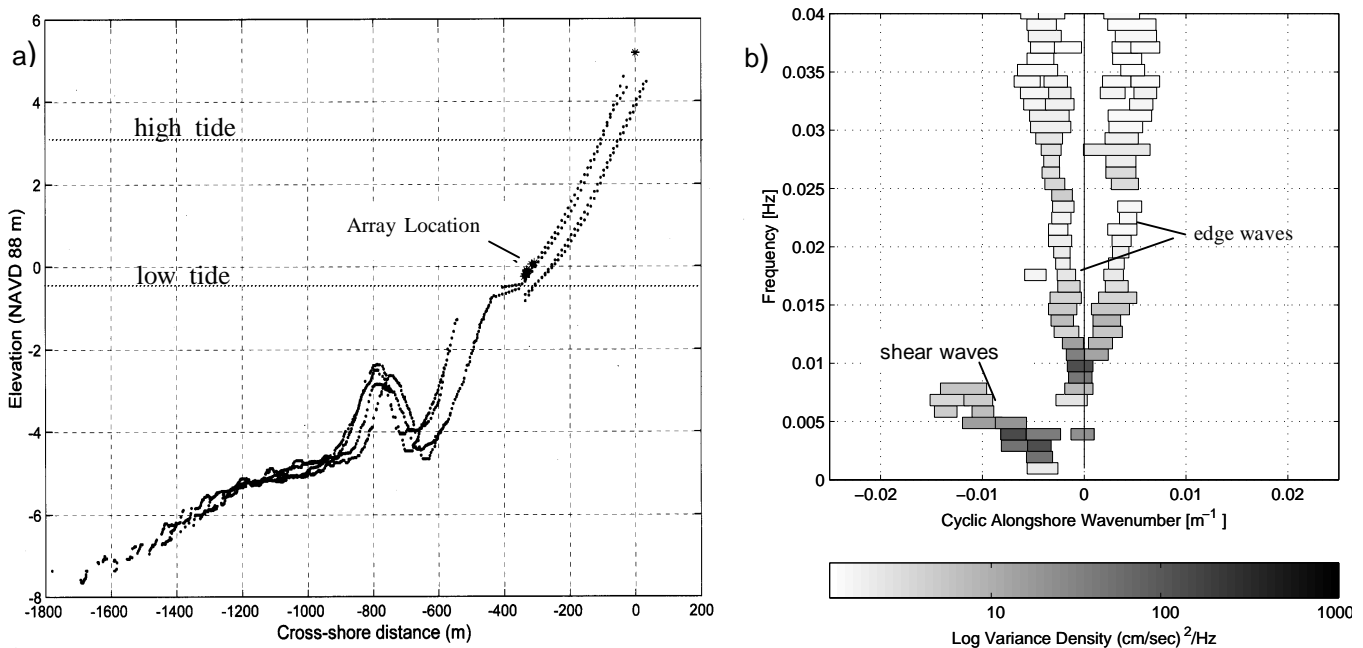 a)
6
4
2
0
-2
-4
-6
-8
Elevation (NAVD 88 m)
high tide
Array Location
low tide
-1800 -1600 -1400 -1200 -1000 -800 -600 -400 -200 0 200
Cross-shore distance (m)
b)
0.04
0.035
0.03
0.025
0.02
0.015
0.01
0.005
0
Frequency [Hz]
edge waves
shear waves
−0.02 −0.01 0 0.01 0.02
Cyclic Alongshore Wavenumber [m−1 ]
10 100 1000
Log Variance Density (cm/sec) 2/Hz